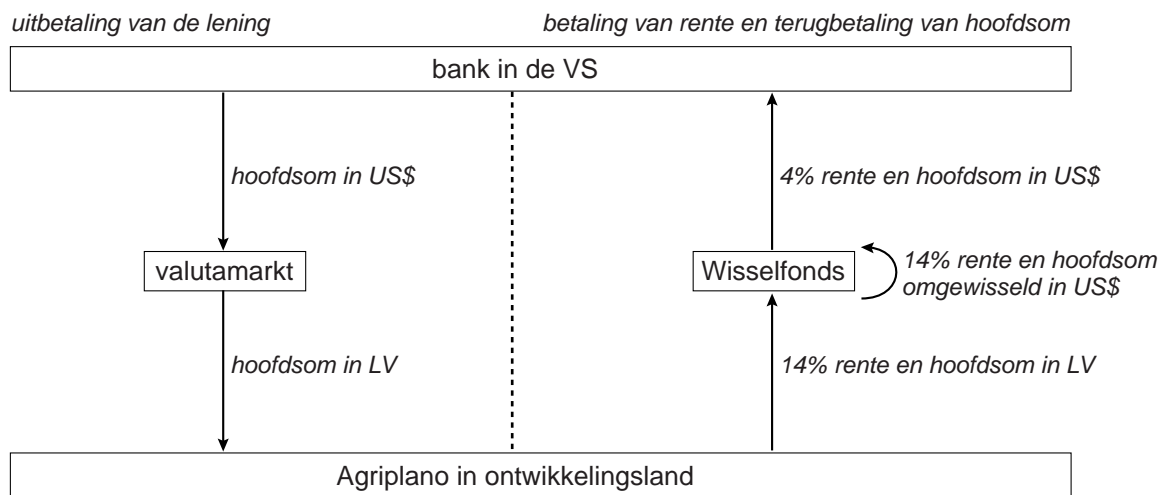 uitbetaling van de lening
betaling van rente en terugbetaling van hoofdsom
bank in de VS
hoofdsom in US$
4% rente en hoofdsom in US$
valutamarkt
Wisselfonds
14% rente en hoofdsom
omgewisseld in US$
hoofdsom in LV
14% rente en hoofdsom in LV
Agriplano in ontwikkelingsland